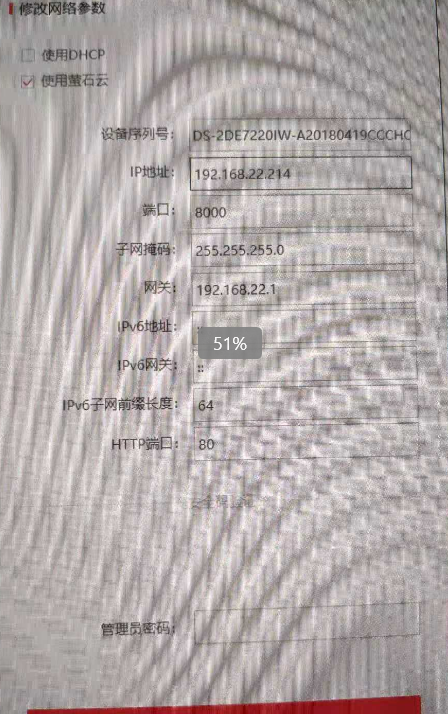 修改网络参数
使用DHCP
使用萤石云
设备序列号: DS-2DE7220IW-A20180419CCCHC
IP地址: 192.168.22.214
端口: 8000
子网掩码: 255.255.255.0
网关: 192.168.22.1
IPv6地址: ::
51%
IPv6网关: ::
IPv6子网前缀长度: 64
HTTP端口: 80
管理员密码: